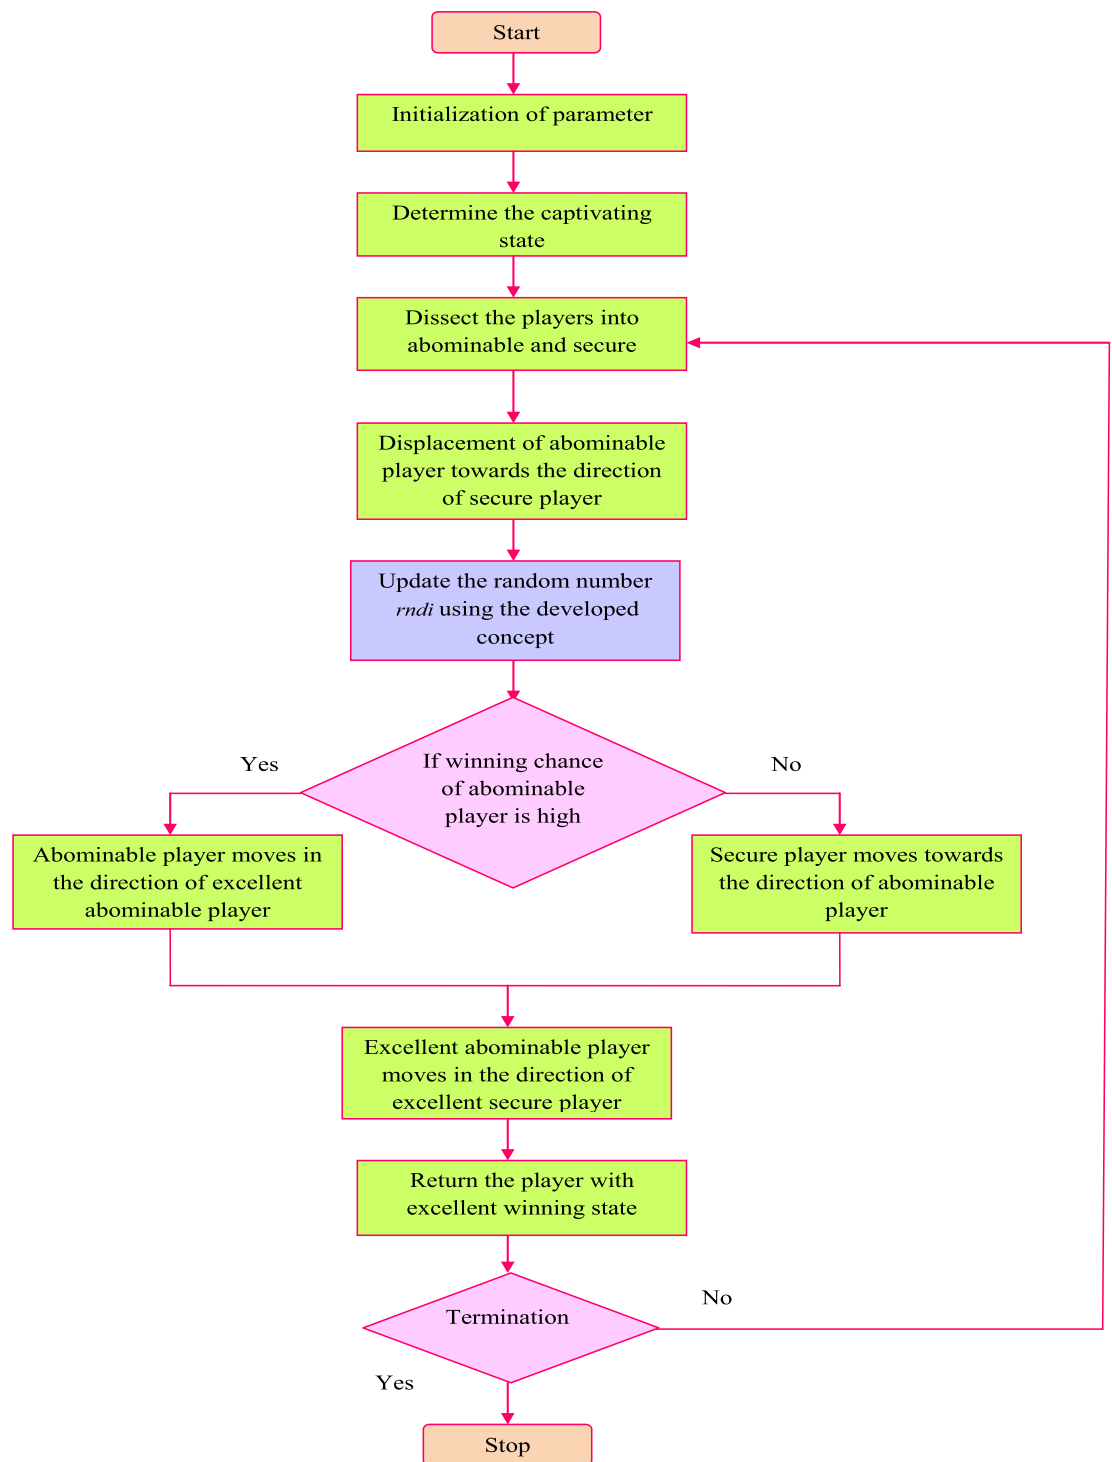 Start
Initialization of parameter
Determine the captivating
state
Dissect the players into
abominable and secure
Displacement of abominable
player towards the direction
of secure player
Update the random number
rndi using the developed
concept
If winning chance
of abominable
player is high
Yes
No
Abominable player moves in
the direction of excellent
abominable player
Secure player moves towards
the direction of abominable
player
Excellent abominable player
moves in the direction of
excellent secure player
Return the player with
excellent winning state
Termination
No
Yes
Stop